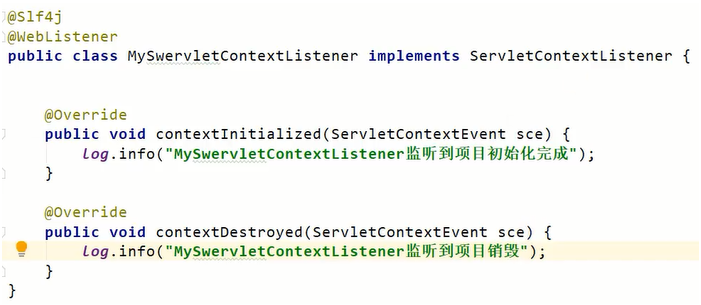 @Slf4j
@WebListener
public class MySwervletContextListener implements ServletContextListener {
@Override
public void contextInitialized(ServletContextEvent sce) {
log.info("MySwervletContextListener监听到项目初始化完成");
}
@Override
public void contextDestroyed(ServletContextEvent sce) {
log.info("MySwervletContextListener监听到项目销毁");
}
}